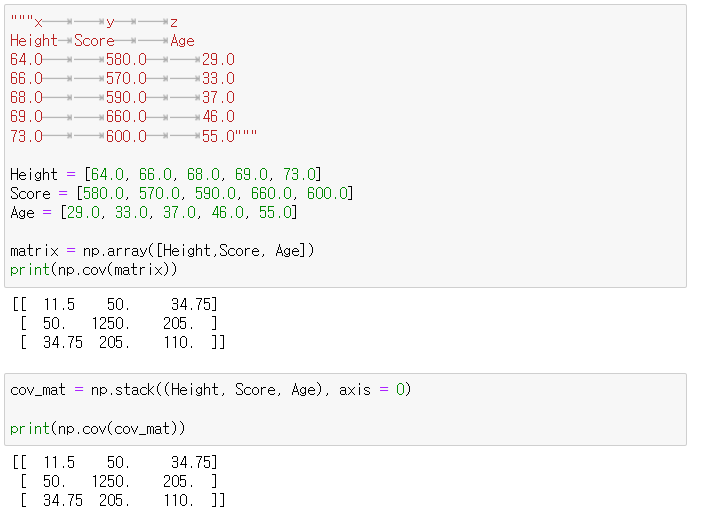 """x y z
Height Score Age
64.0 580.0 29.0
66.0 570.0 33.0
68.0 590.0 37.0
69.0 660.0 46.0
73.0 600.0 55.0"""
Height = [64.0, 66.0, 68.0, 69.0, 73.0]
Score = [580.0, 570.0, 590.0, 660.0, 600.0]
Age = [29.0, 33.0, 37.0, 46.0, 55.0]
matrix = np.array([Height,Score, Age])
print(np.cov(matrix))
[[ 11.5 50. 34.75]
[ 50. 1250. 205. ]
[ 34.75 205. 110. ]]
cov_mat = np.stack((Height, Score, Age), axis = 0)
print(np.cov(cov_mat))
[[ 11.5 50. 34.75]
[ 50. 1250. 205. ]
[ 34.75 205. 110. ]]